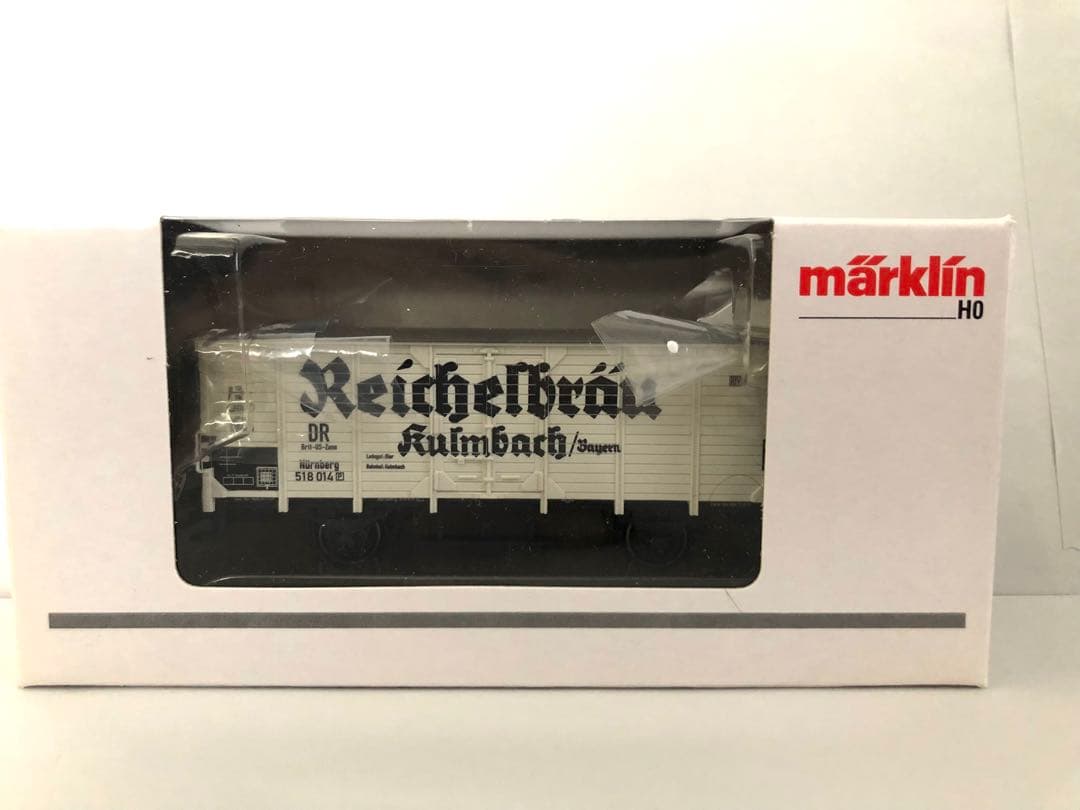 märklin
H0
Reichelbräu
Kulmbach/Bayern
DR
Brit-US-Zone
Nürnberg
518 014 P